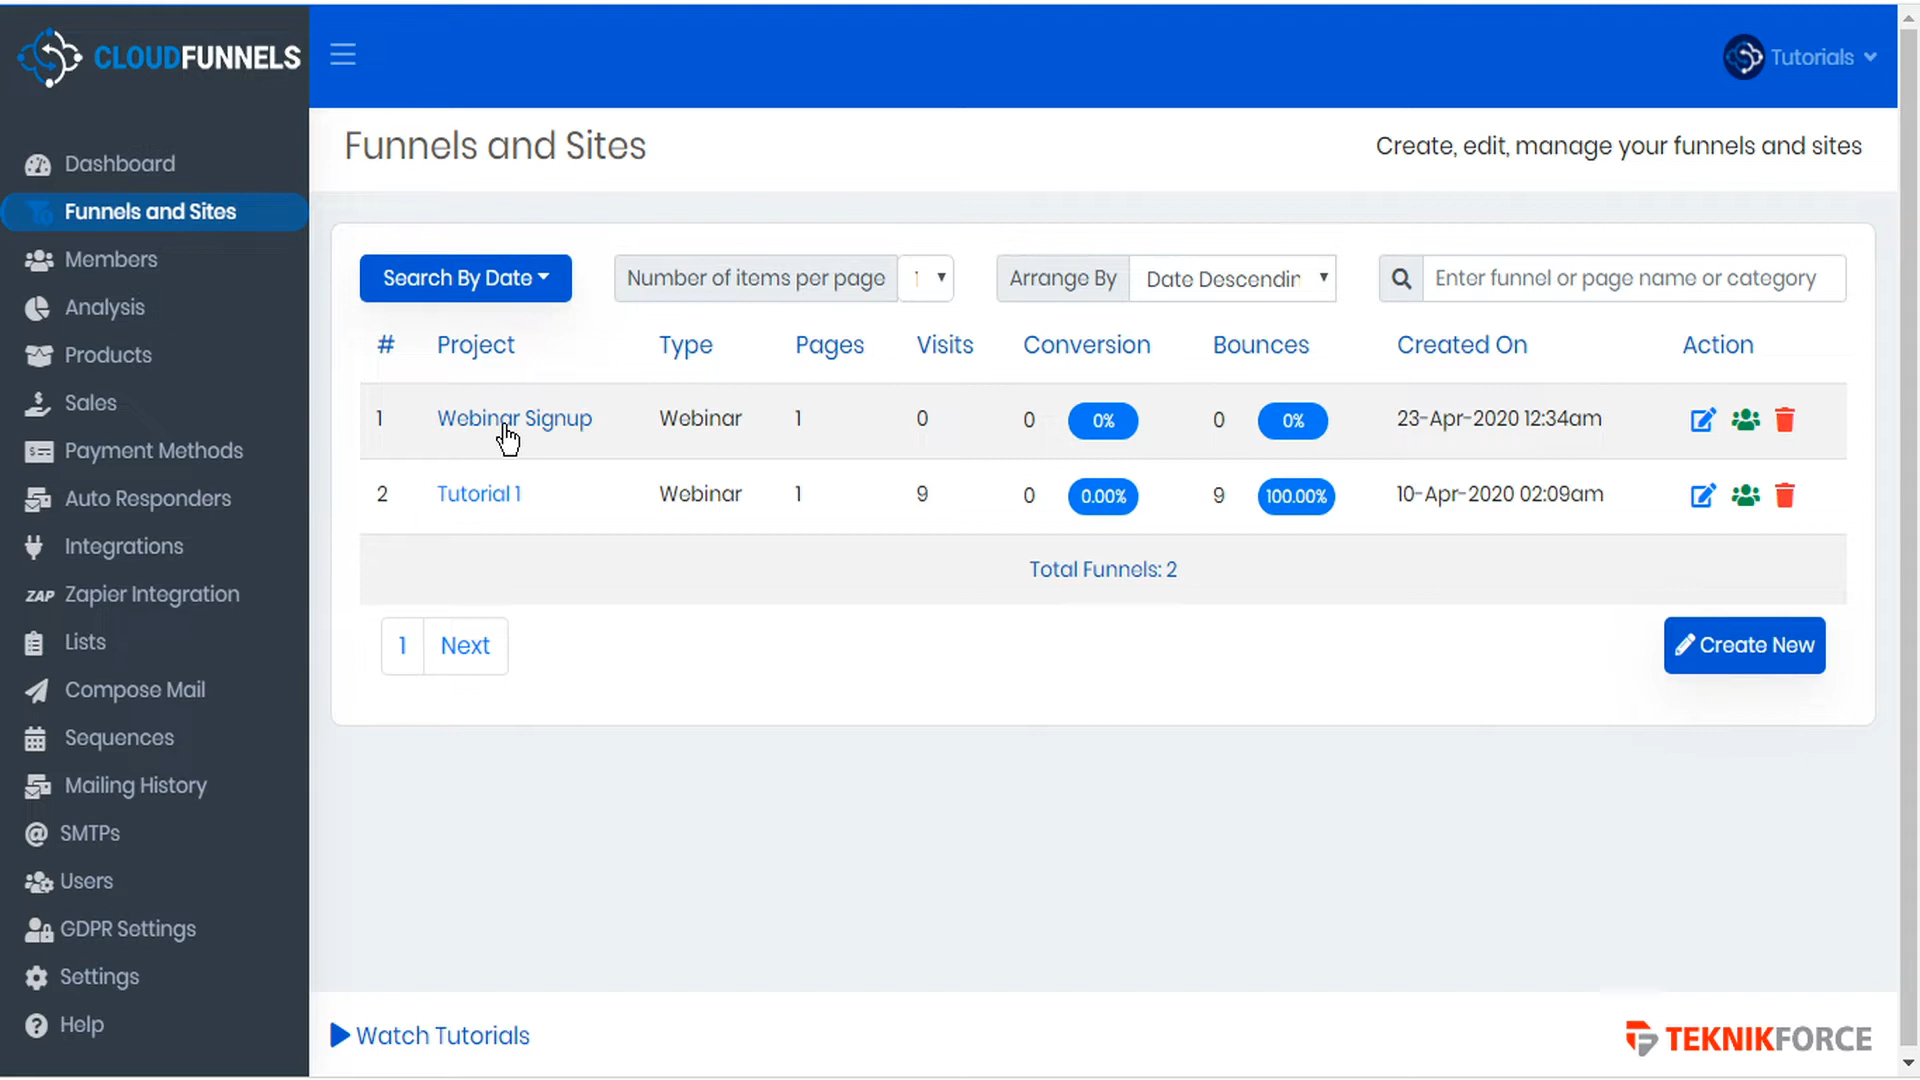 CLOUDFUNNELS
Tutorials
Dashboard
Funnels and Sites
Members
Analysis
Products
Sales
Payment Methods
Auto Responders
Integrations
ZAP Zapier Integration
Lists
Compose Mail
Sequences
Mailing History
SMTPs
Users
GDPR Settings
Settings
Help
Funnels and Sites
Create, edit, manage your funnels and sites
Search By Date
Number of items per page
Arrange By Date Descendin
Enter funnel or page name or category
# Project Type Pages Visits Conversion Bounces Created On Action
1 Webinar Signup Webinar 1 0 0 0% 0 0% 23-Apr-2020 12:34am
2 Tutorial 1 Webinar 1 9 0 0.00% 9 100.00% 10-Apr-2020 02:09am
Total Funnels: 2
1 Next
Create New
Watch Tutorials
TEKNIKFORCE